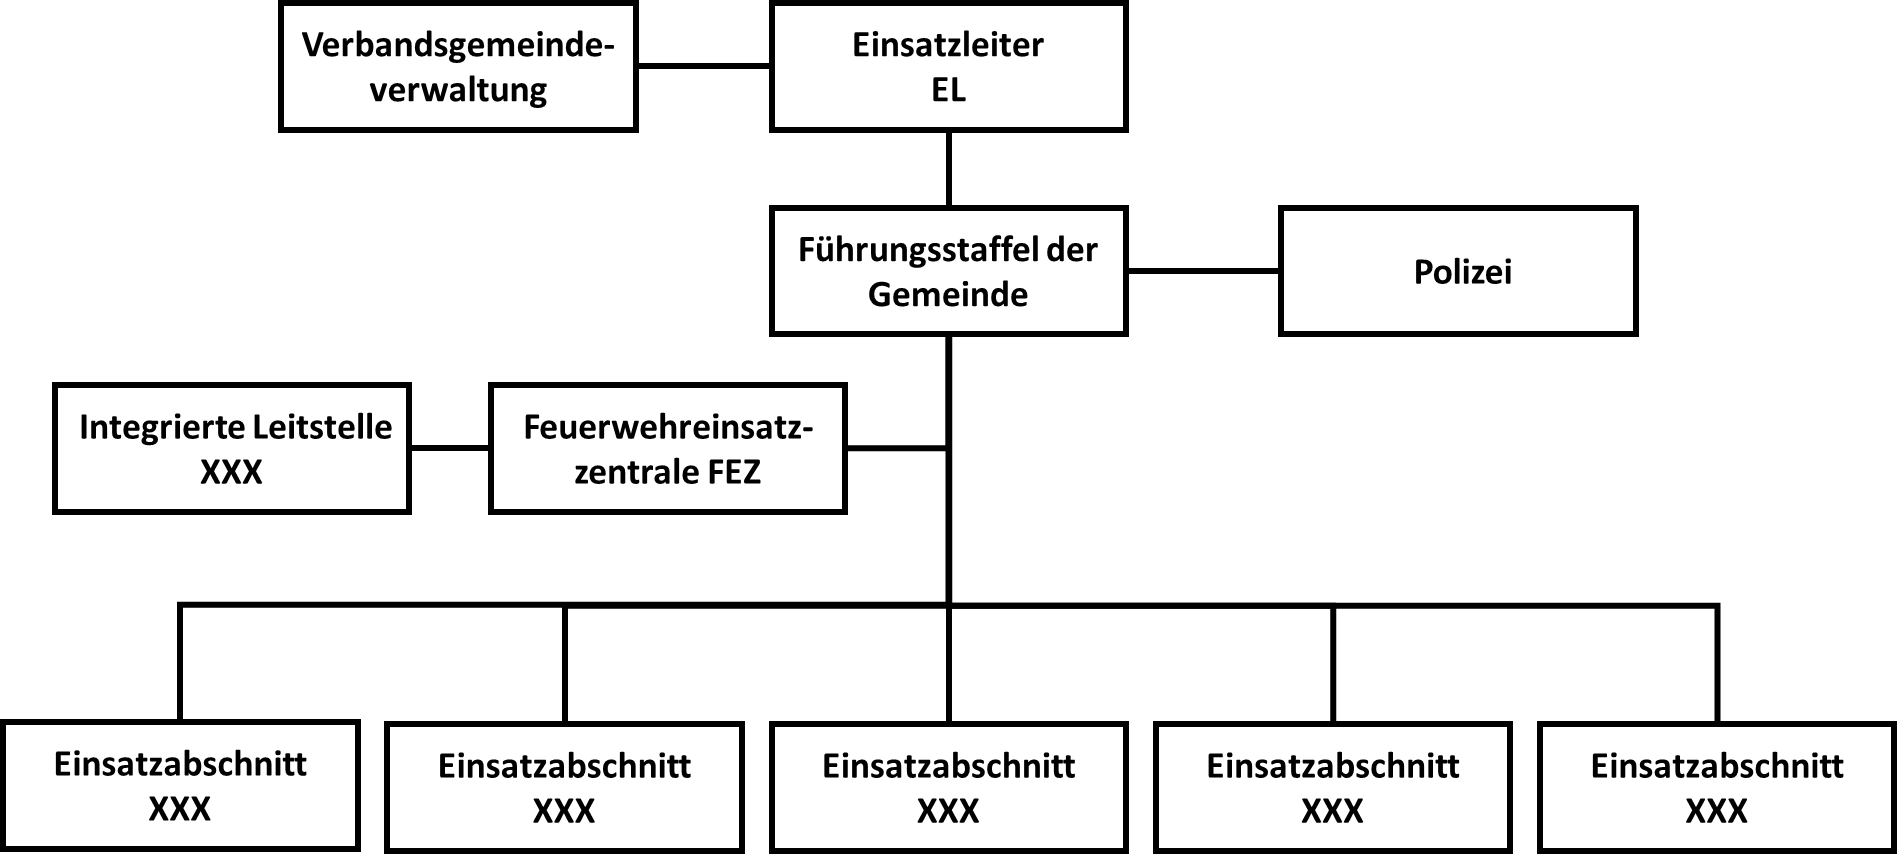 Verbandsgemeinde-
verwaltung
Einsatzleiter
EL
Führungsstaffel der
Gemeinde
Polizei
Integrierte Leitstelle
XXX
Feuerwehreinsatz-
zentrale FEZ
Einsatzabschnitt
XXX
Einsatzabschnitt
XXX
Einsatzabschnitt
XXX
Einsatzabschnitt
XXX
Einsatzabschnitt
XXX